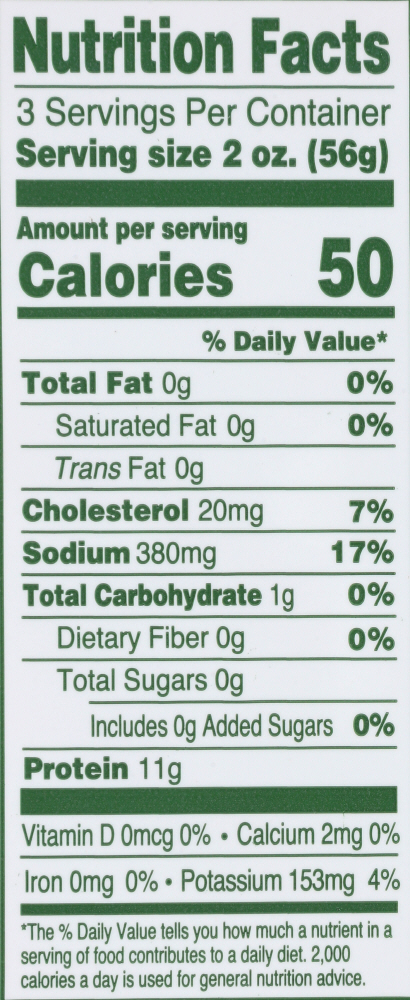 Nutrition Facts
3 Servings Per Container
Serving size 2 oz. (56g)
Amount per serving
Calories 50
% Daily Value*
Total Fat 0g 0%
Saturated Fat 0g 0%
Trans Fat 0g
Cholesterol 20mg 7%
Sodium 380mg 17%
Total Carbohydrate 1g 0%
Dietary Fiber 0g 0%
Total Sugars 0g
Includes 0g Added Sugars 0%
Protein 11g
Vitamin D 0mcg 0% • Calcium 2mg 0%
Iron 0mg 0% • Potassium 153mg 4%
*The % Daily Value tells you how much a nutrient in a
serving of food contributes to a daily diet. 2,000
calories a day is used for general nutrition advice.